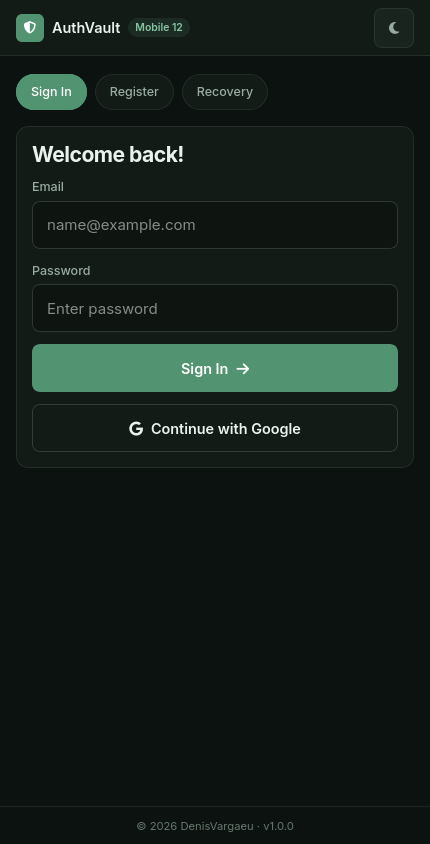 AuthVault Mobile 12
Sign In Register Recovery
Welcome back!
Email
name@example.com
Password
Enter password
Sign In →
Continue with Google
© 2026 DenisVargaeu · v1.0.0